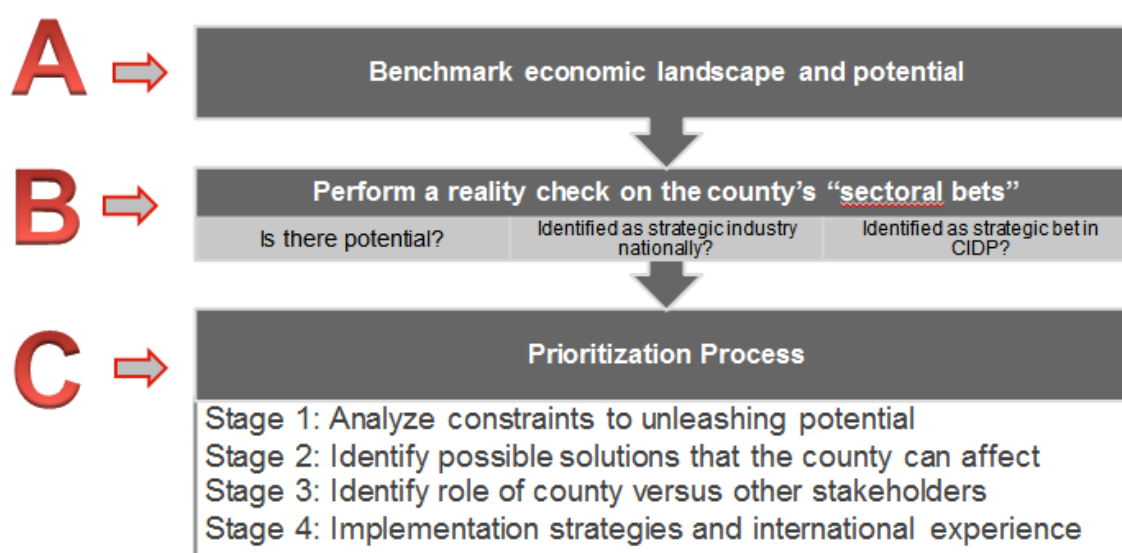 A
Benchmark economic landscape and potential
B
Perform a reality check on the county's “sectoral bets”
Is there potential?
Identified as strategic industry
nationally?
Identified as strategic bet in
CIDP?
C
Prioritization Process
Stage 1: Analyze constraints to unleashing potential
Stage 2: Identify possible solutions that the county can affect
Stage 3: Identify role of county versus other stakeholders
Stage 4: Implementation strategies and international experience